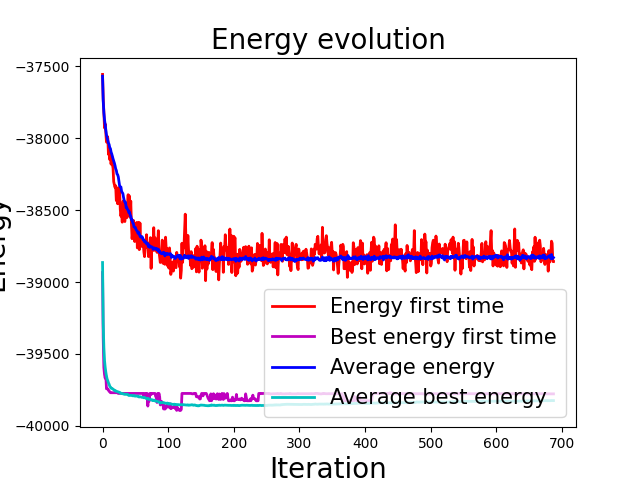 Energy evolution
Energy
−37500
−38000
−38500
−39000
−39500
−40000
0 100 200 300 400 500 600 700
Iteration
Energy first time
Best energy first time
Average energy
Average best energy